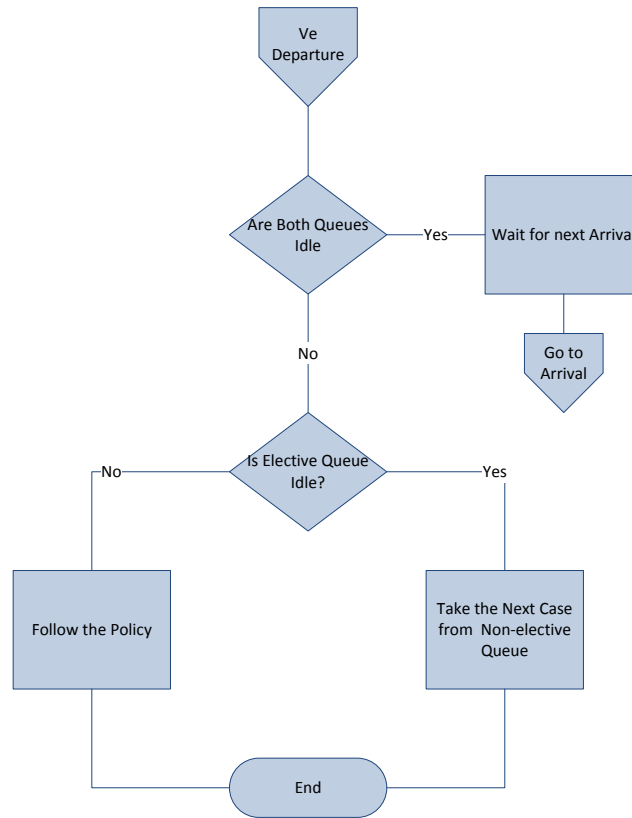 Ve
Departure
Are Both Queues
Idle
Yes
Wait for next Arrival
No
Go to
Arrival
Is Elective Queue
Idle?
No
Yes
Follow the Policy
Take the Next Case
from Non-elective
Queue
End